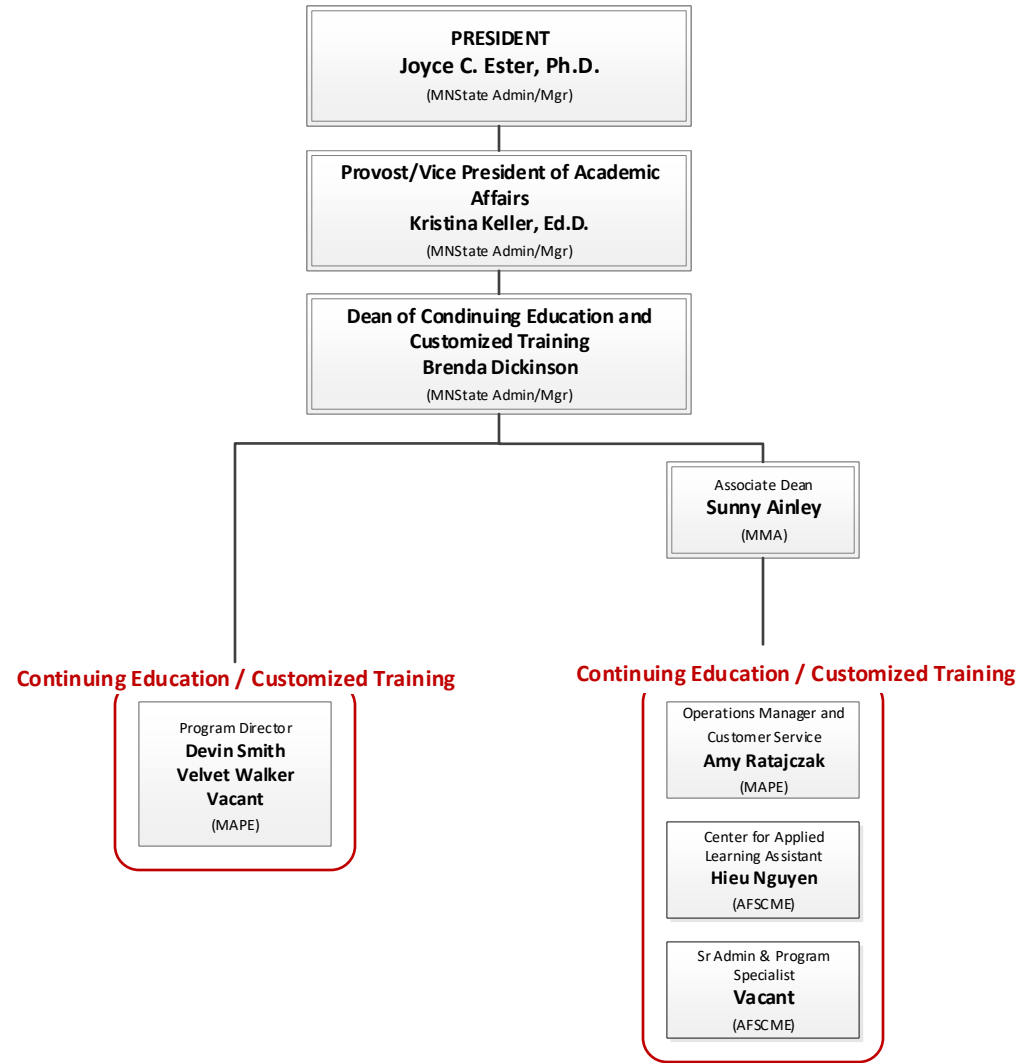 PRESIDENT
Joyce C. Ester, Ph.D.
(MNState Admin/Mgr)
Provost/Vice President of Academic
Affairs
Kristina Keller, Ed.D.
(MNState Admin/Mgr)
Dean of Condinuing Education and
Customized Training
Brenda Dickinson
(MNState Admin/Mgr)
Associate Dean
Sunny Ainley
(MMA)
Continuing Education / Customized Training
Program Director
Devin Smith
Velvet Walker
Vacant
(MAPE)
Continuing Education / Customized Training
Operations Manager and
Customer Service
Amy Ratajczak
(MAPE)
Center for Applied
Learning Assistant
Hieu Nguyen
(AFSCME)
Sr Admin & Program
Specialist
Vacant
(AFSCME)